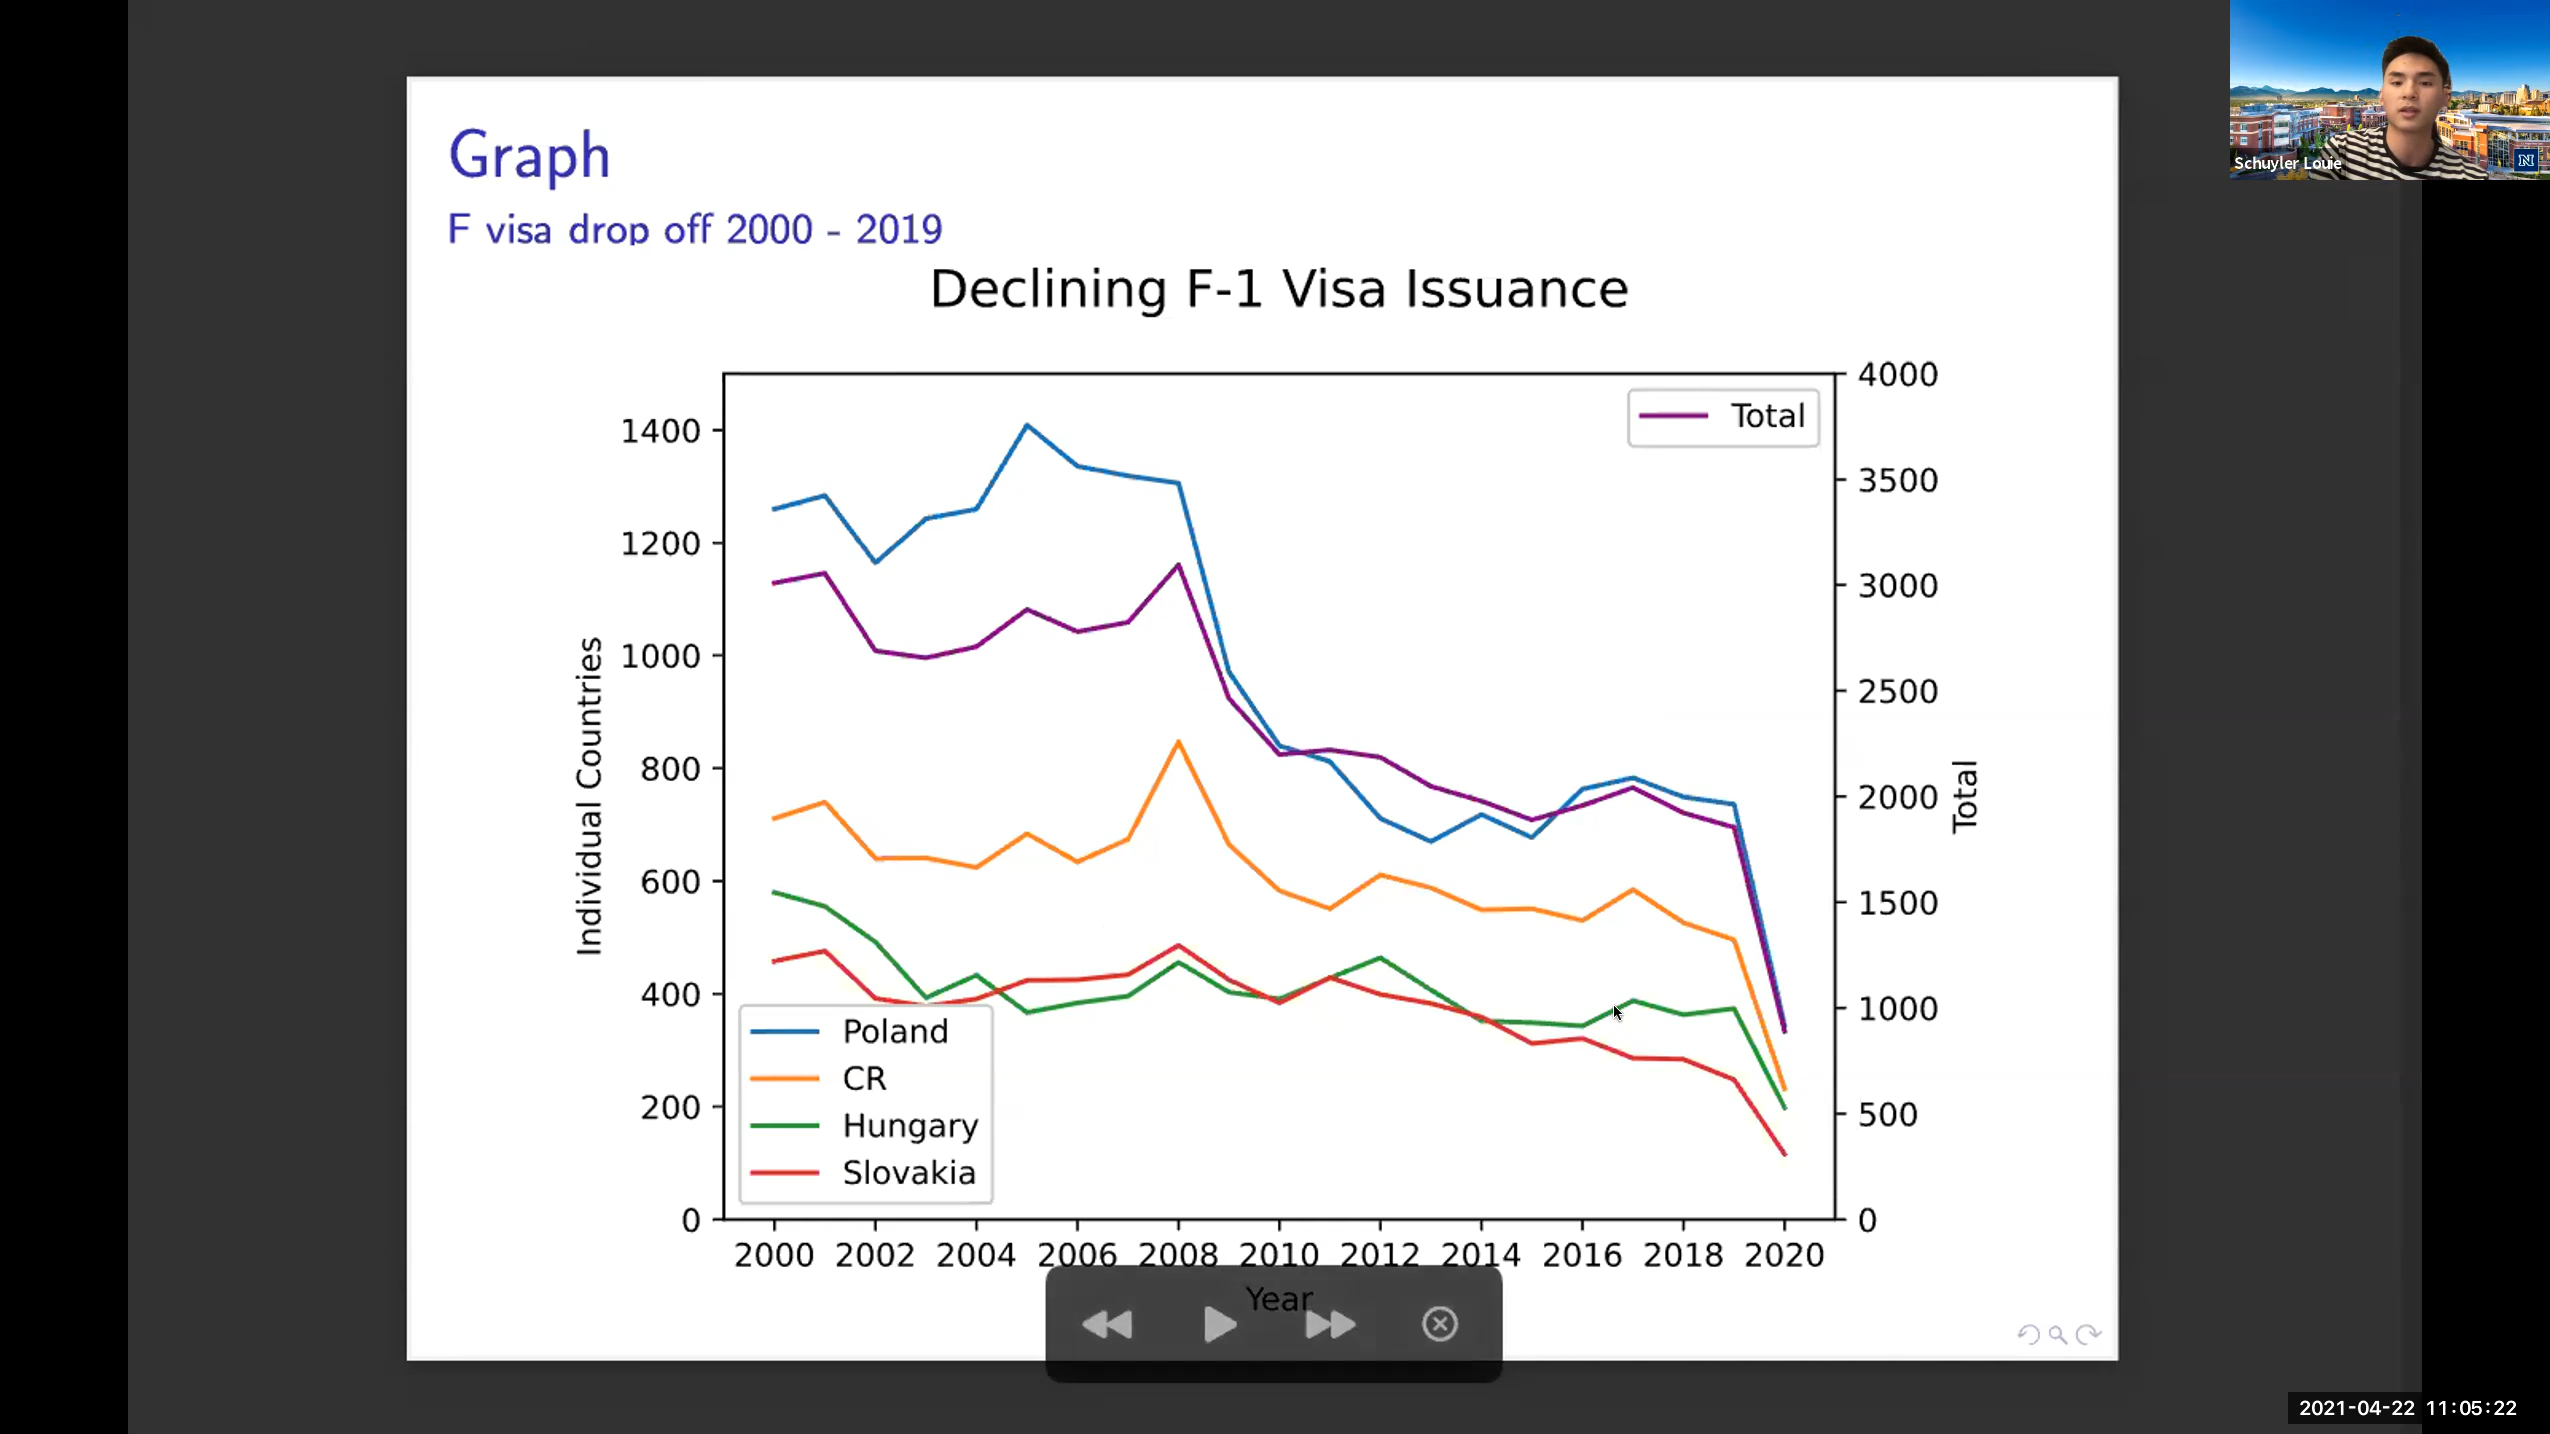 Graph
F visa drop off 2000 - 2019
Declining F-1 Visa Issuance
Total
Individual Countries
1400
1200
1000
800
600
400
200
0
4000
3500
3000
2500
2000
1500
1000
500
0
Total
Poland
CR
Hungary
Slovakia
2000 2002 2004 2006 2008 2010 2012 2014 2016 2018 2020
Year
Schuyler Louie
N
2021-04-22 11:05:22